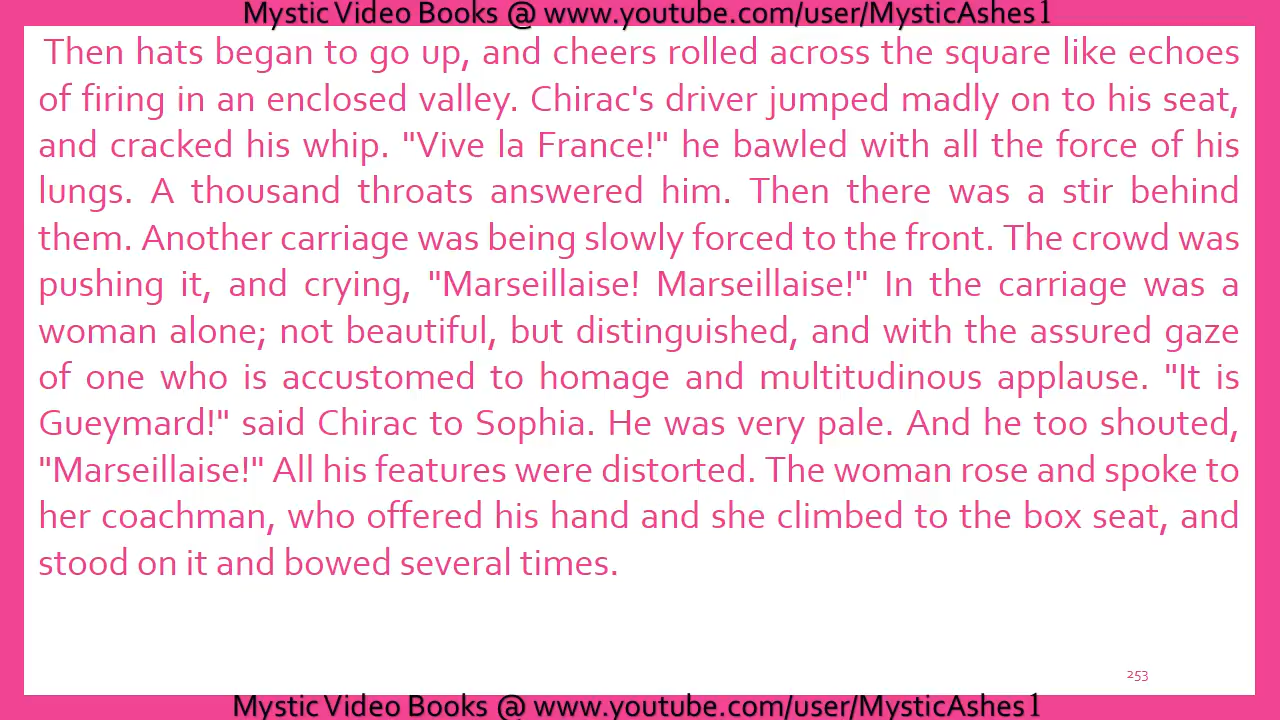 Mystic Video Books @ www.youtube.com/user/MysticAshes1
Then hats began to go up, and cheers rolled across the square like echoes
of firing in an enclosed valley. Chirac's driver jumped madly on to his seat,
and cracked his whip. "Vive la France!" he bawled with all the force of his
lungs. A thousand throats answered him. Then there was a stir behind
them. Another carriage was being slowly forced to the front. The crowd was
pushing it, and crying, "Marseillaise! Marseillaise!" In the carriage was a
woman alone; not beautiful, but distinguished, and with the assured gaze
of one who is accustomed to homage and multitudinous applause. "It is
Gueymard!" said Chirac to Sophia. He was very pale. And he too shouted,
"Marseillaise!" All his features were distorted. The woman rose and spoke to
her coachman, who offered his hand and she climbed to the box seat, and
stood on it and bowed several times.
253
Mystic Video Books @ www.youtube.com/user/MysticAshes1